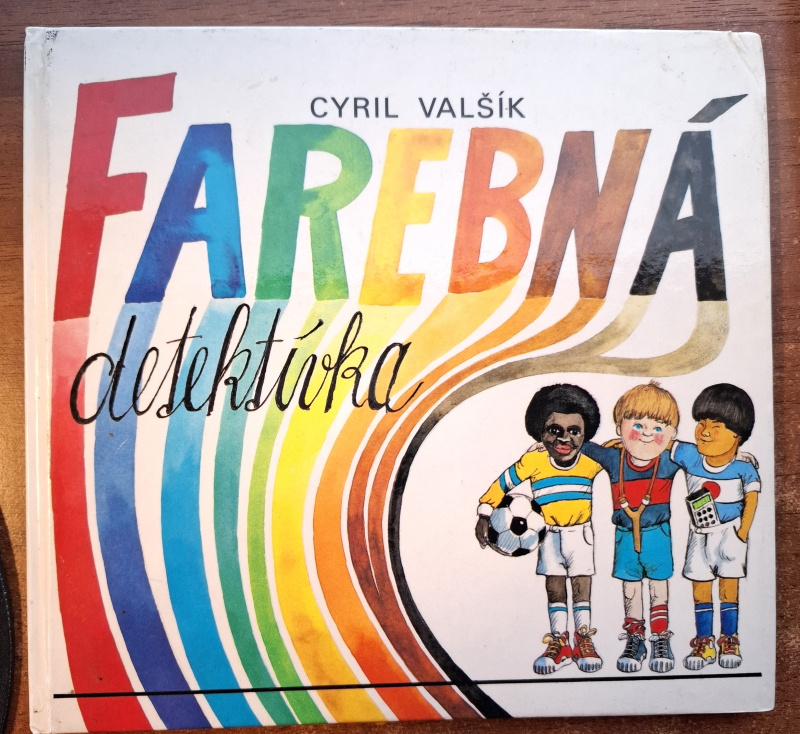 CYRIL VALŠÍK
FAREBNÁ
detektívka